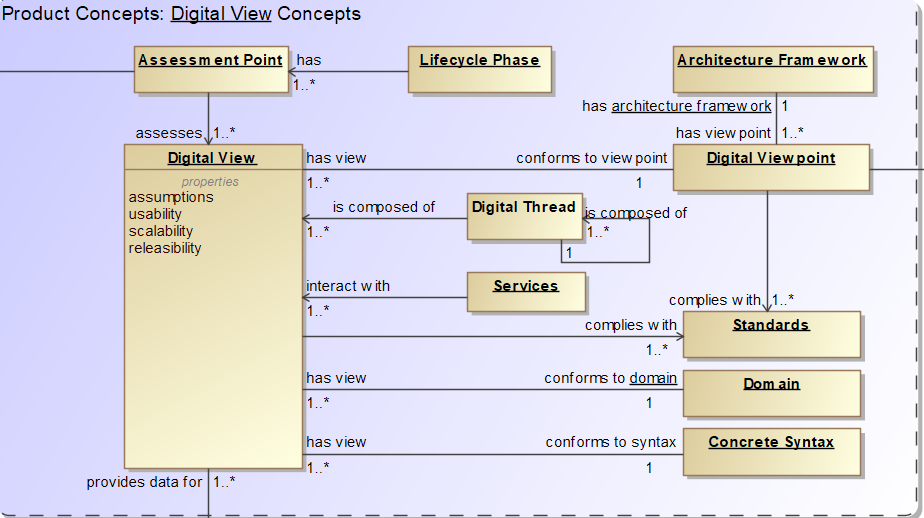 Product Concepts: Digital View Concepts
Assessment Point
has
1..*
Lifecycle Phase
Architecture Framework
has architecture framework
1
assesses
1..*
has viewpoint
1..*
Digital View
properties
assumptions
usability
scalability
releasibility
has view
1..*
conforms to viewpoint
1
Digital Viewpoint
is composed of
1..*
Digital Thread
is composed of
1..*
1
interact with
1..*
Services
complies with
1..*
complies with
1..*
Standards
has view
1..*
conforms to domain
1
Domain
has view
1..*
conforms to syntax
1
Concrete Syntax
provides data for
1..*